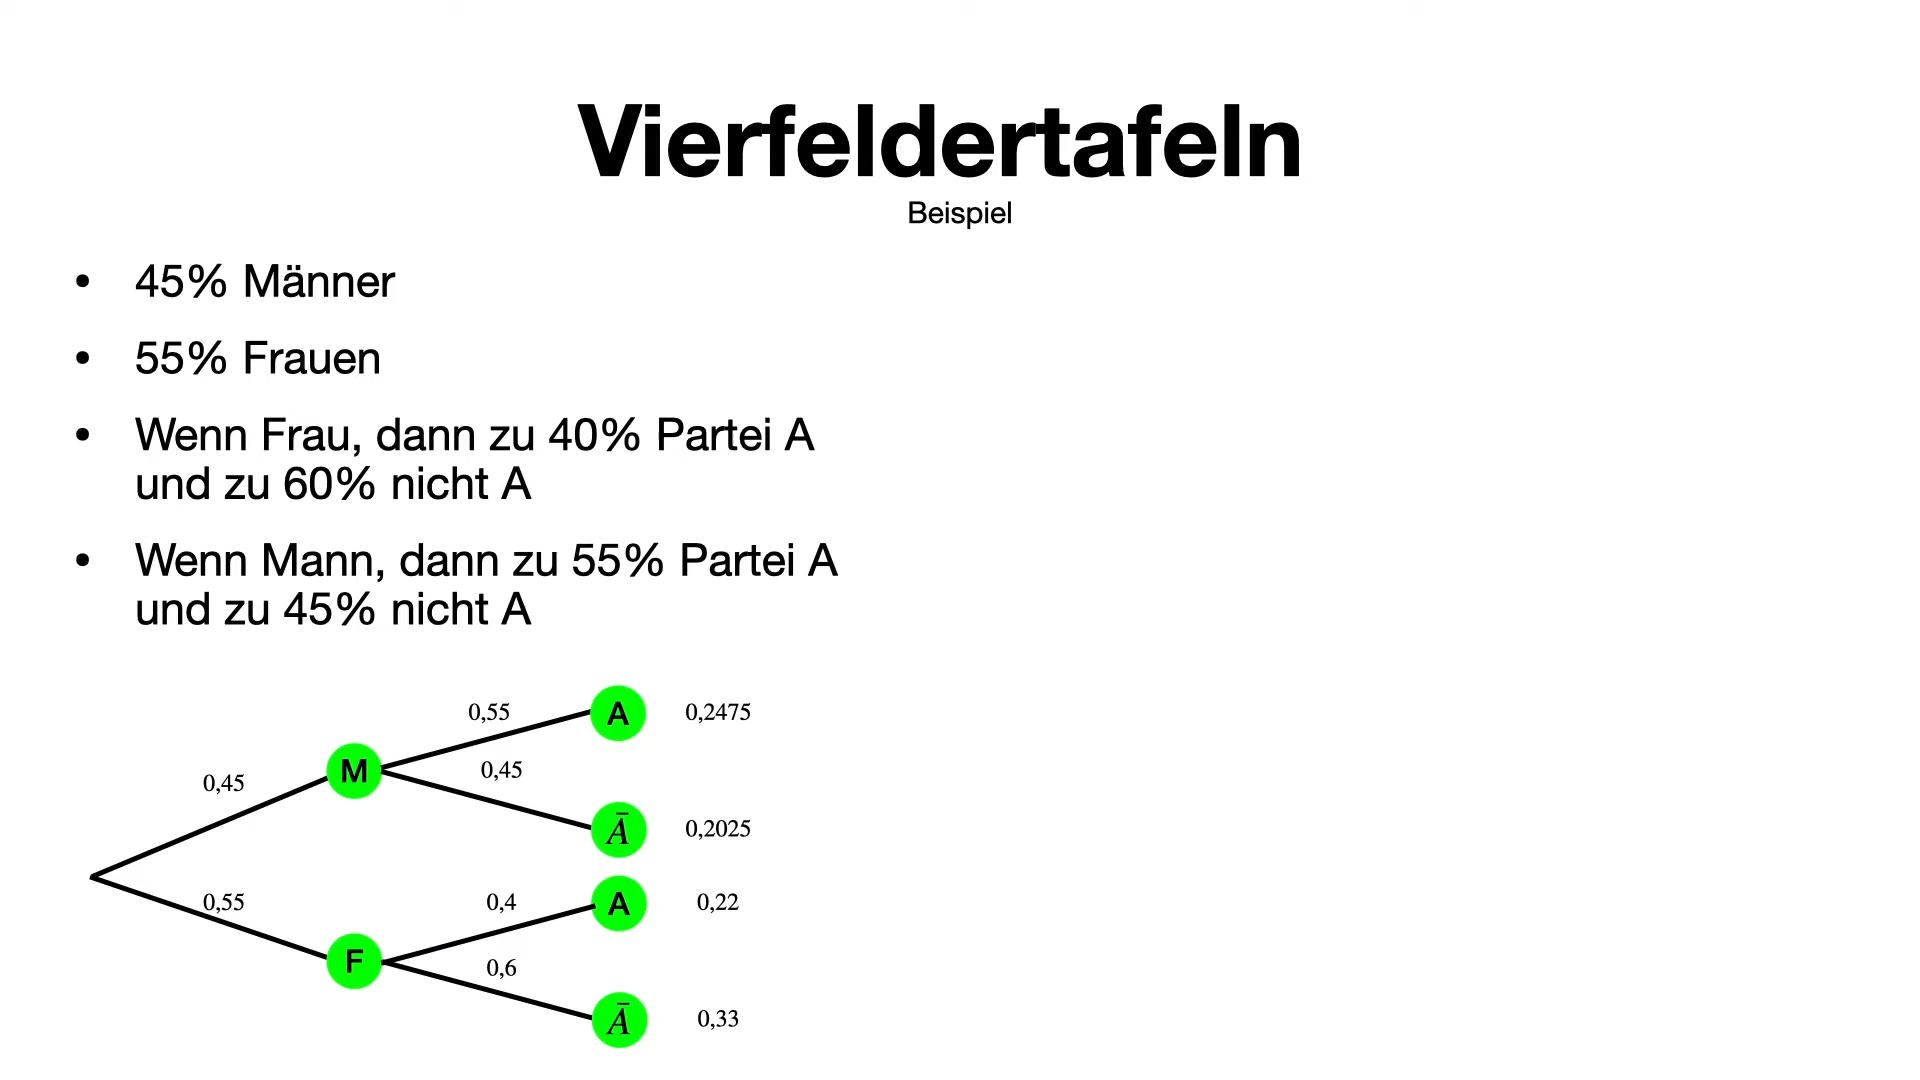 Vierfeldertafeln
Beispiel
• 45% Männer
• 55% Frauen
• Wenn Frau, dann zu 40% Partei A
und zu 60% nicht A
• Wenn Mann, dann zu 55% Partei A
und zu 45% nicht A
0,55 A 0,2475
M 0,45
0,45
Ā 0,2025
0,55 0,4 A 0,22
F 0,6
Ā 0,33